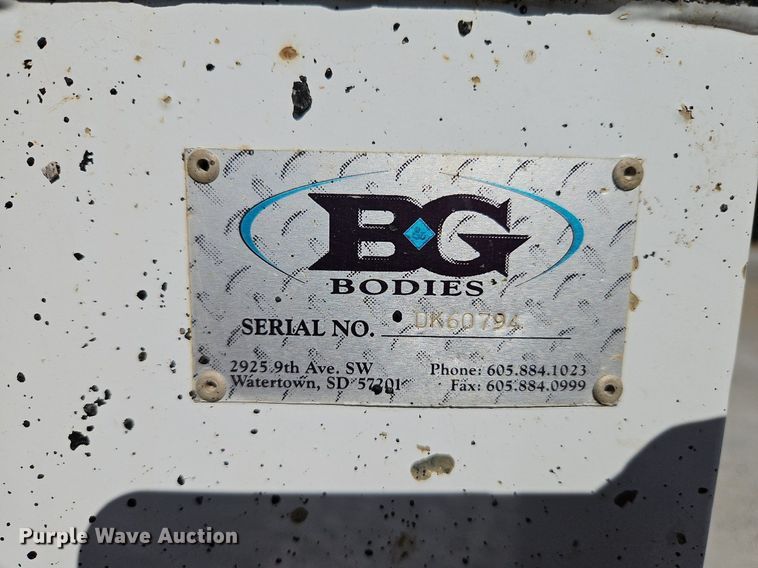 B G
BODIES
SERIAL NO. DK60794
2925 9th Ave. SW Phone: 605.884.1023
Watertown, SD 57201 Fax: 605.884.0999
Purple Wave Auction